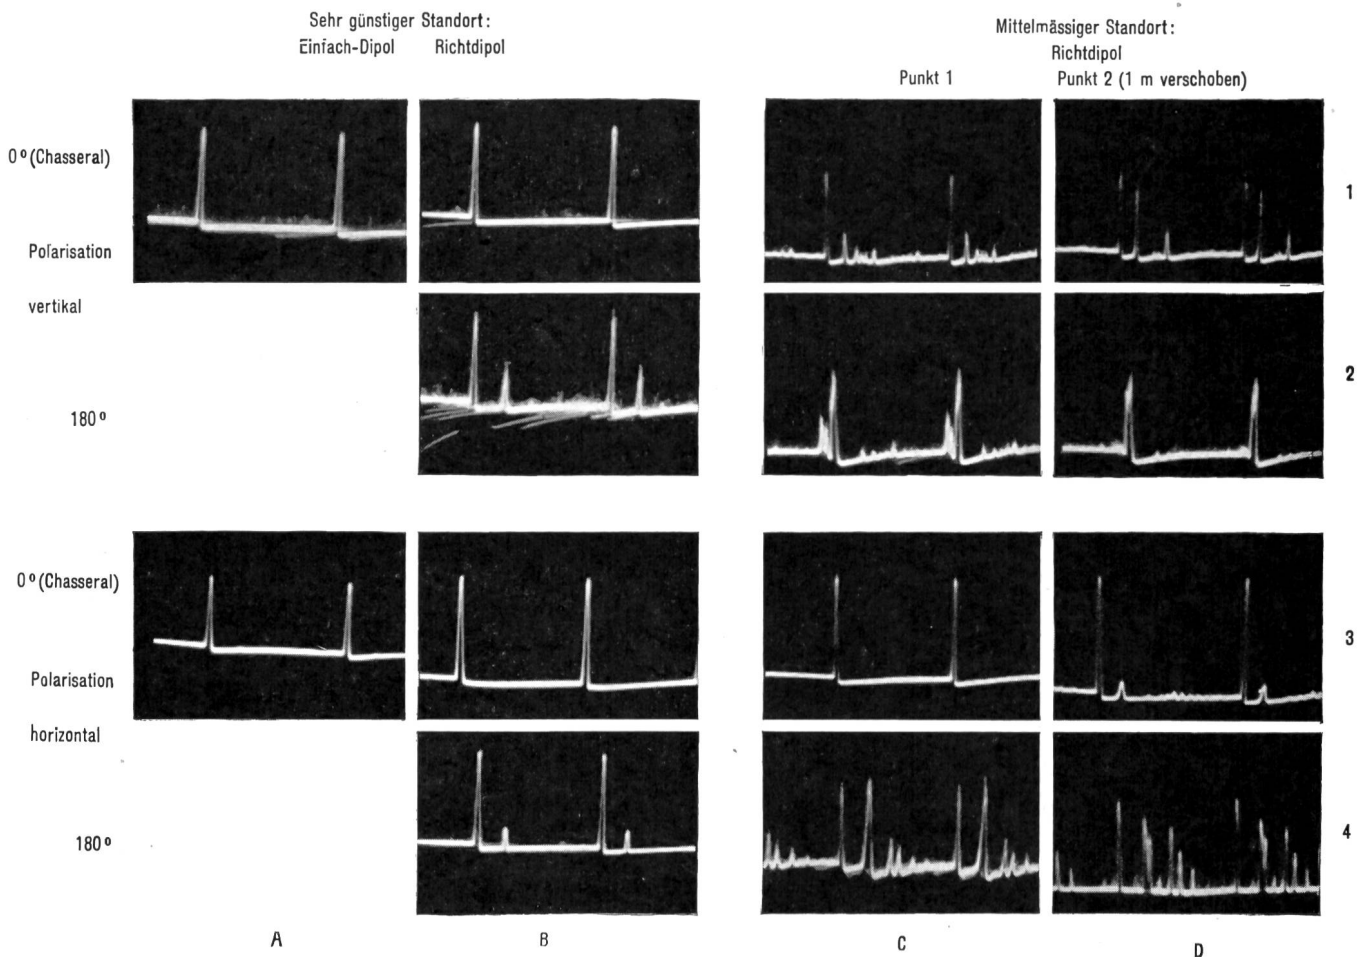 Sehr günstiger Standort:
Einfach-Dipol Richtdipol
Mittelmässiger Standort:
Richtdipol
Punkt 1 Punkt 2 (1 m verschoben)
0° (Chasseral)
1
Polarisation
vertikal
2
180°
0° (Chasseral)
3
Polarisation
horizontal
180°
4
A B C D